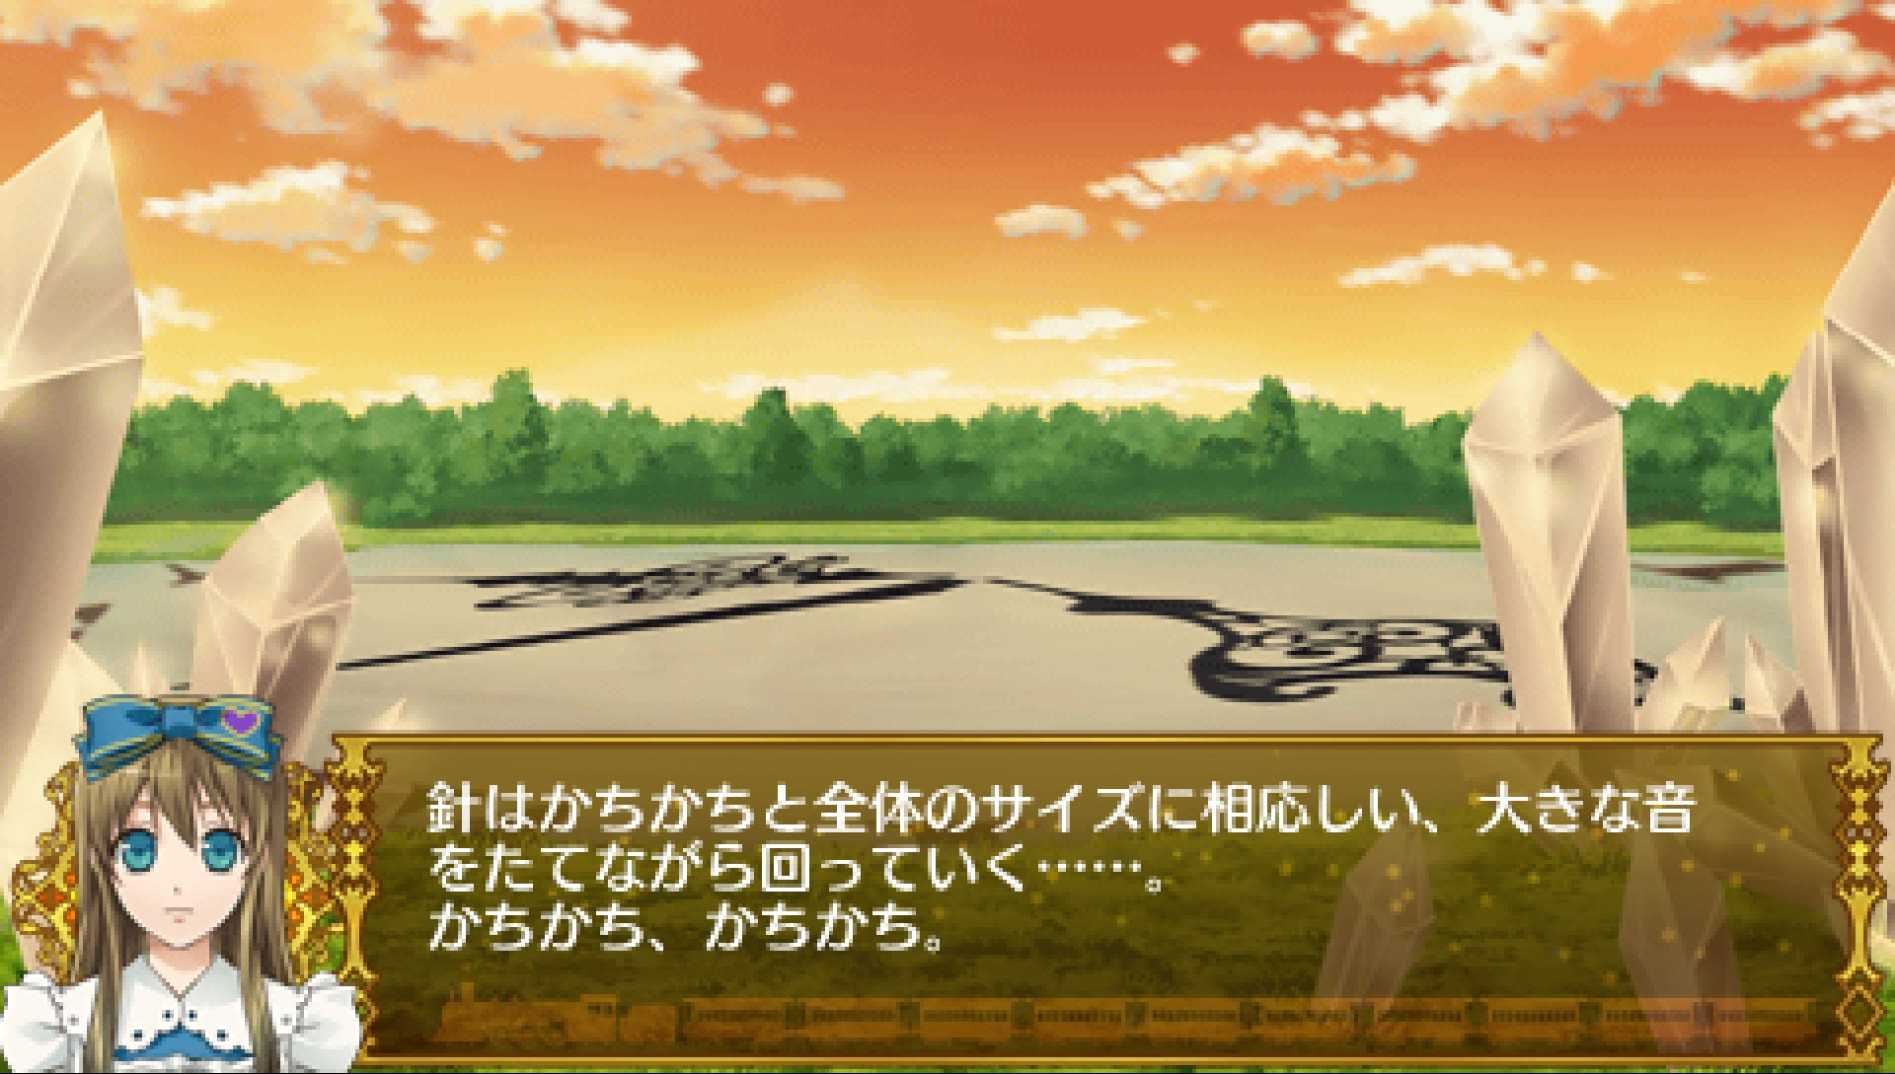 針はかちかちと全体のサイズに相応しい、大きな音
をたてながら回っていく……。
かちかち、かちかち。